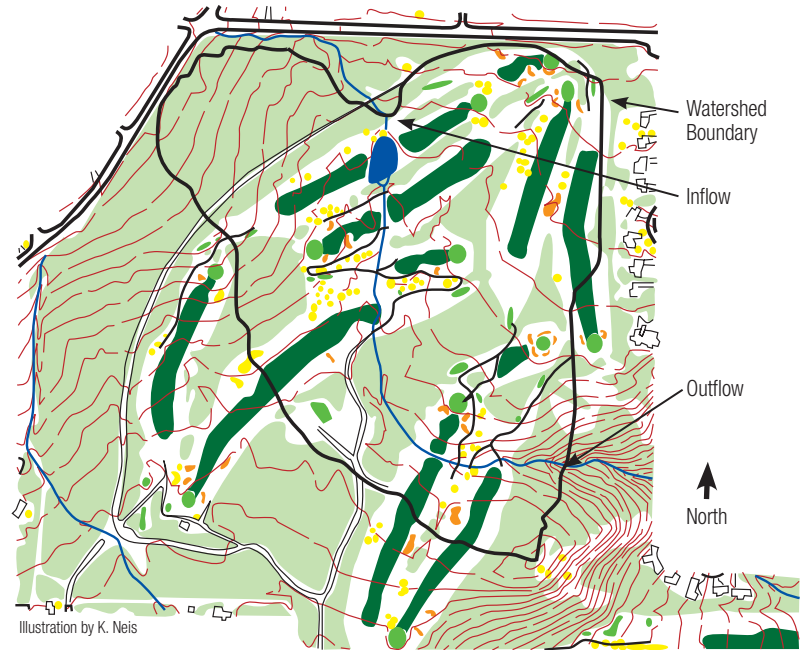 Watershed
Boundary
Inflow
Outflow
North
Illustration by K. Neis